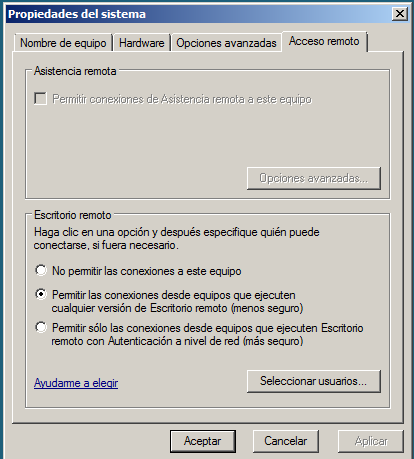 Propiedades del sistema
Nombre de equipo
Hardware
Opciones avanzadas
Acceso remoto
Asistencia remota
Permitir conexiones de Asistencia remota a este equipo
Opciones avanzadas...
Escritorio remoto
Haga clic en una opción y después especifique quién puede
conectarse, si fuera necesario.
No permitir las conexiones a este equipo
Permitir las conexiones desde equipos que ejecuten
cualquier versión de Escritorio remoto (menos seguro)
Permitir sólo las conexiones desde equipos que ejecuten Escritorio
remoto con Autenticación a nivel de red (más seguro)
Ayudarme a elegir
Seleccionar usuarios...
Aceptar
Cancelar
Aplicar